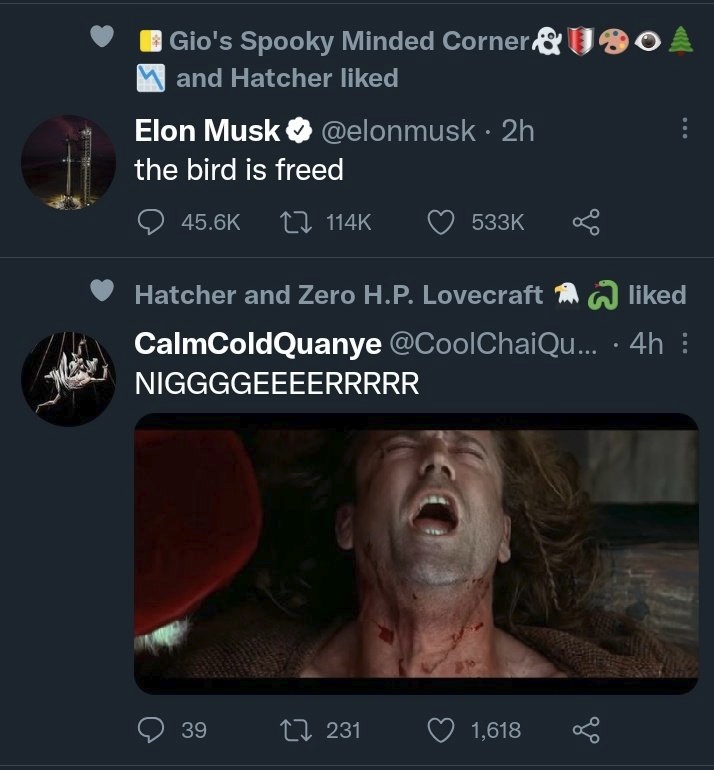 Gio's Spooky Minded Corner👻🛡️🎨👁️🌲
📉 and Hatcher liked
Elon Musk @elonmusk · 2h
the bird is freed
45.6K 114K 533K
Hatcher and Zero H.P. Lovecraft 🦅 🐍 liked
CalmColdQuanye @CoolChaiQu... · 4h
NIGGGGEEEERRRRR
39 231 1,618